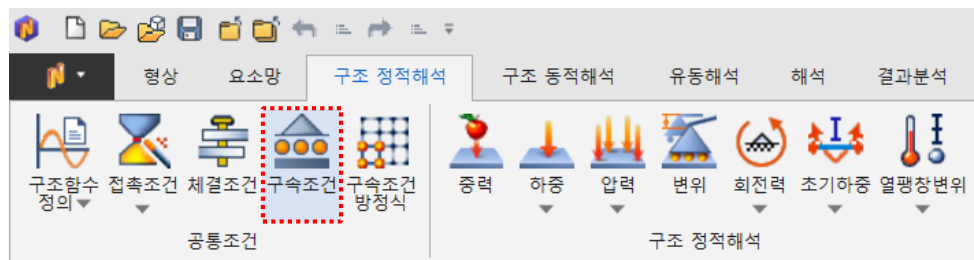 형상 요소망 구조 정적해석 구조 동적해석 유동해석 해석 결과분석
구조함수 접촉조건 체결조건 구속조건 구속조건 중력 하중 압력 변위 회전력 초기하중 열팽창변위
정의 방정식
공통조건 구조 정적해석